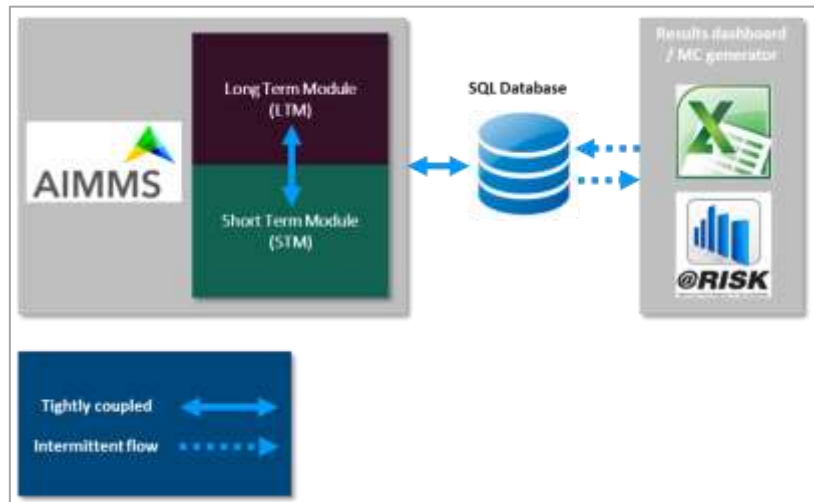 Long Term Module
(LTM)
AIMMS
Short Term Module
(STM)
SQL Database
Results dashboard
/ MC generator
X
@RISK
Tightly coupled
Intermittent flow